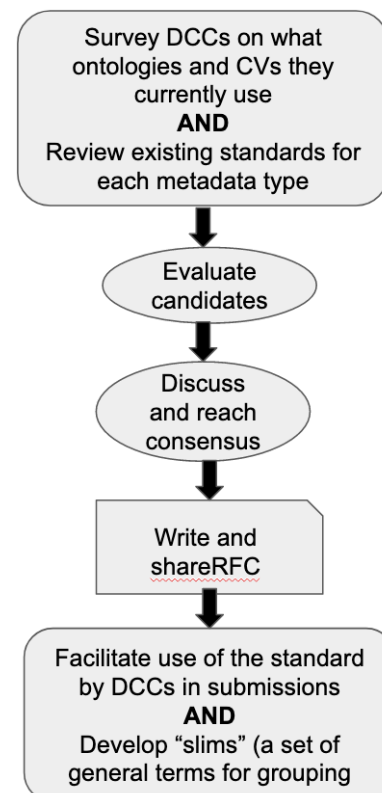 Survey DCCs on what
ontologies and CVs they
currently use
AND
Review existing standards for
each metadata type
Evaluate
candidates
Discuss
and reach
consensus
Write and
shareRFC
Facilitate use of the standard
by DCCs in submissions
AND
Develop “slims” (a set of
general terms for grouping